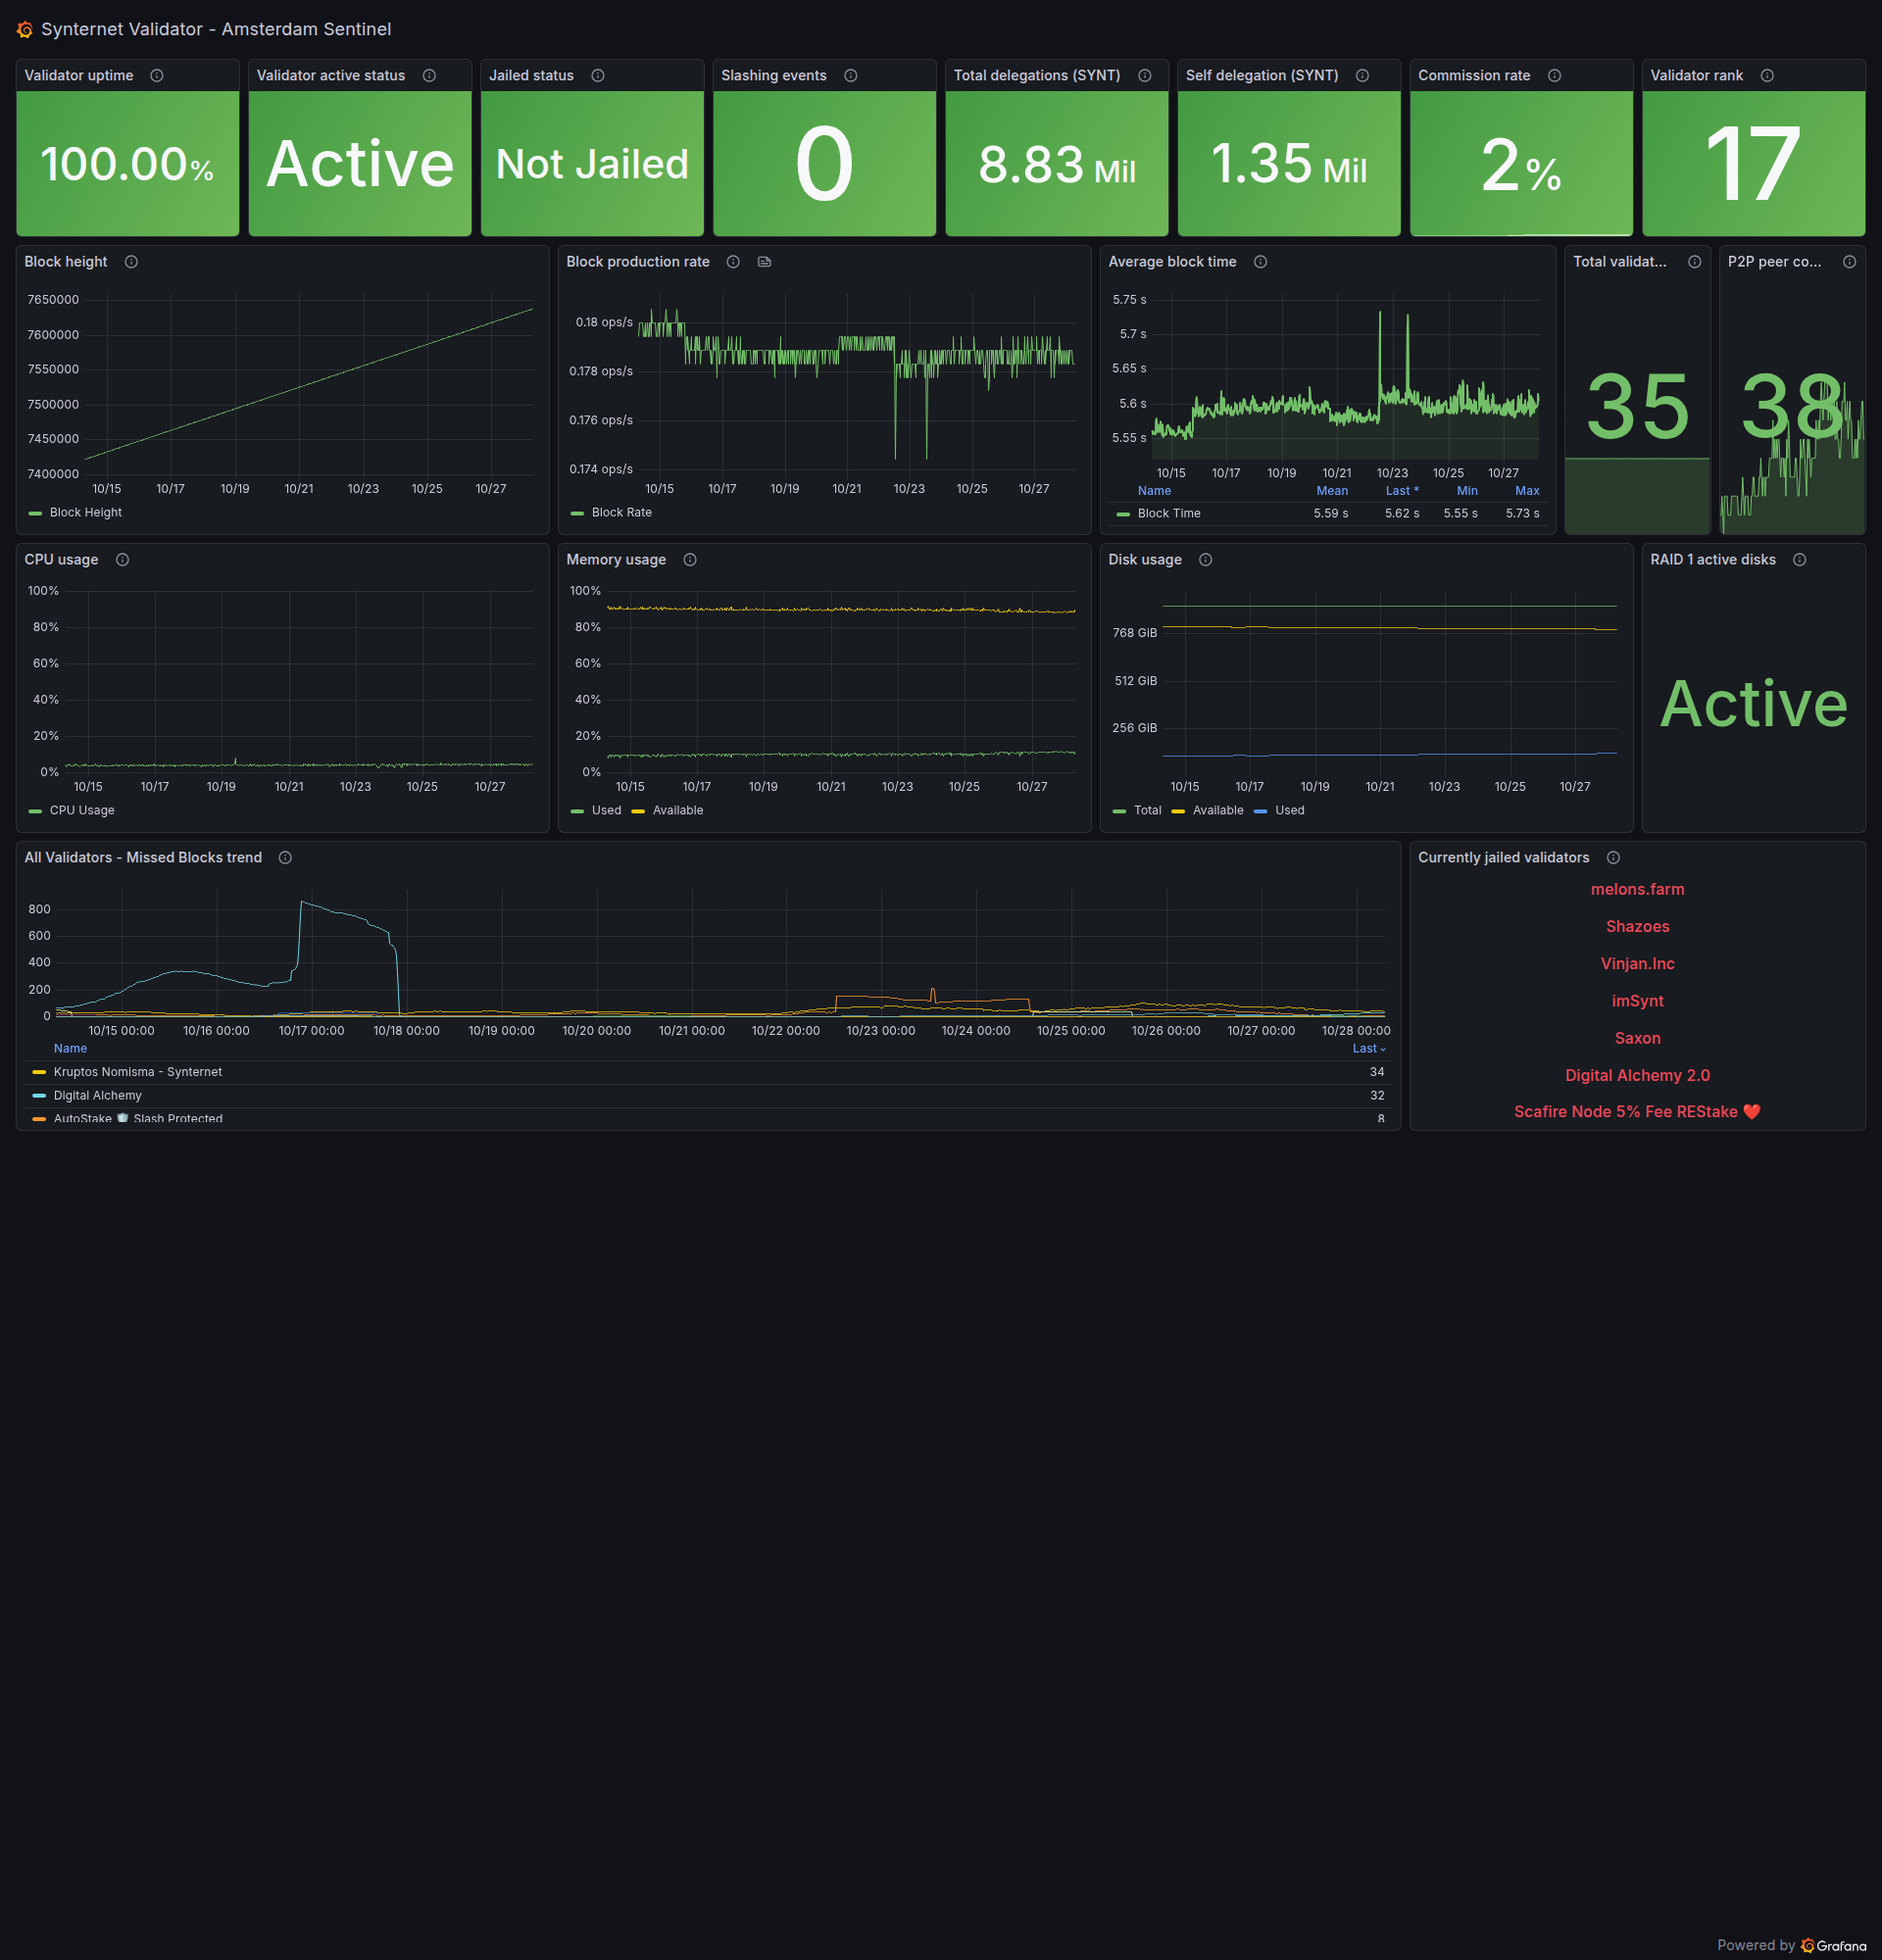 Synternet Validator - Amsterdam Sentinel
Validator uptime
100.00%
Validator active status
Active
Jailed status
Not Jailed
Slashing events
0
Total delegations (SYNT)
8.83 Mil
Self delegation (SYNT)
1.35 Mil
Commission rate
2%
Validator rank
17
Block height
7650000
7600000
7550000
7500000
7450000
7400000
10/15 10/17 10/19 10/21 10/23 10/25 10/27
Block Height
Block production rate
0.18 ops/s
0.178 ops/s
0.176 ops/s
0.174 ops/s
10/15 10/17 10/19 10/21 10/23 10/25 10/27
Block Rate
Average block time
5.75 s
5.7 s
5.65 s
5.6 s
5.55 s
10/15 10/17 10/19 10/21 10/23 10/25 10/27
Name Mean Last * Min Max
Block TIme 5.59 s 5.62 s 5.55 s 5.73 s
Total validat...
35
P2P peer co...
38
CPU usage
100%
80%
60%
40%
20%
0%
10/15 10/17 10/19 10/21 10/23 10/25 10/27
CPU Usage
Memory usage
100%
80%
60%
40%
20%
0%
10/15 10/17 10/19 10/21 10/23 10/25 10/27
Used Available
Disk usage
768 GiB
512 GiB
256 GiB
10/15 10/17 10/19 10/21 10/23 10/25 10/27
Total Available Used
RAID 1 active disks
Active
All Validators - Missed Blocks trend
800
600
400
200
0
10/15 00:00 10/16 00:00 10/17 00:00 10/18 00:00 10/19 00:00 10/20 00:00 10/21 00:00 10/22 00:00 10/23 00:00 10/24 00:00 10/25 00:00 10/26 00:00 10/27 00:00 10/28 00:00
Name Last
Kruptos Nomisma - Synternet 34
Digital Alchemy 32
AutoStake 🛡️ Slash Protected 8
Currently jailed validators
melons.farm
Shazoes
Vinjan.Inc
imSynt
Saxon
Digital Alchemy 2.0
Scafire Node 5% Fee REStake ❤️
Powered by Grafana